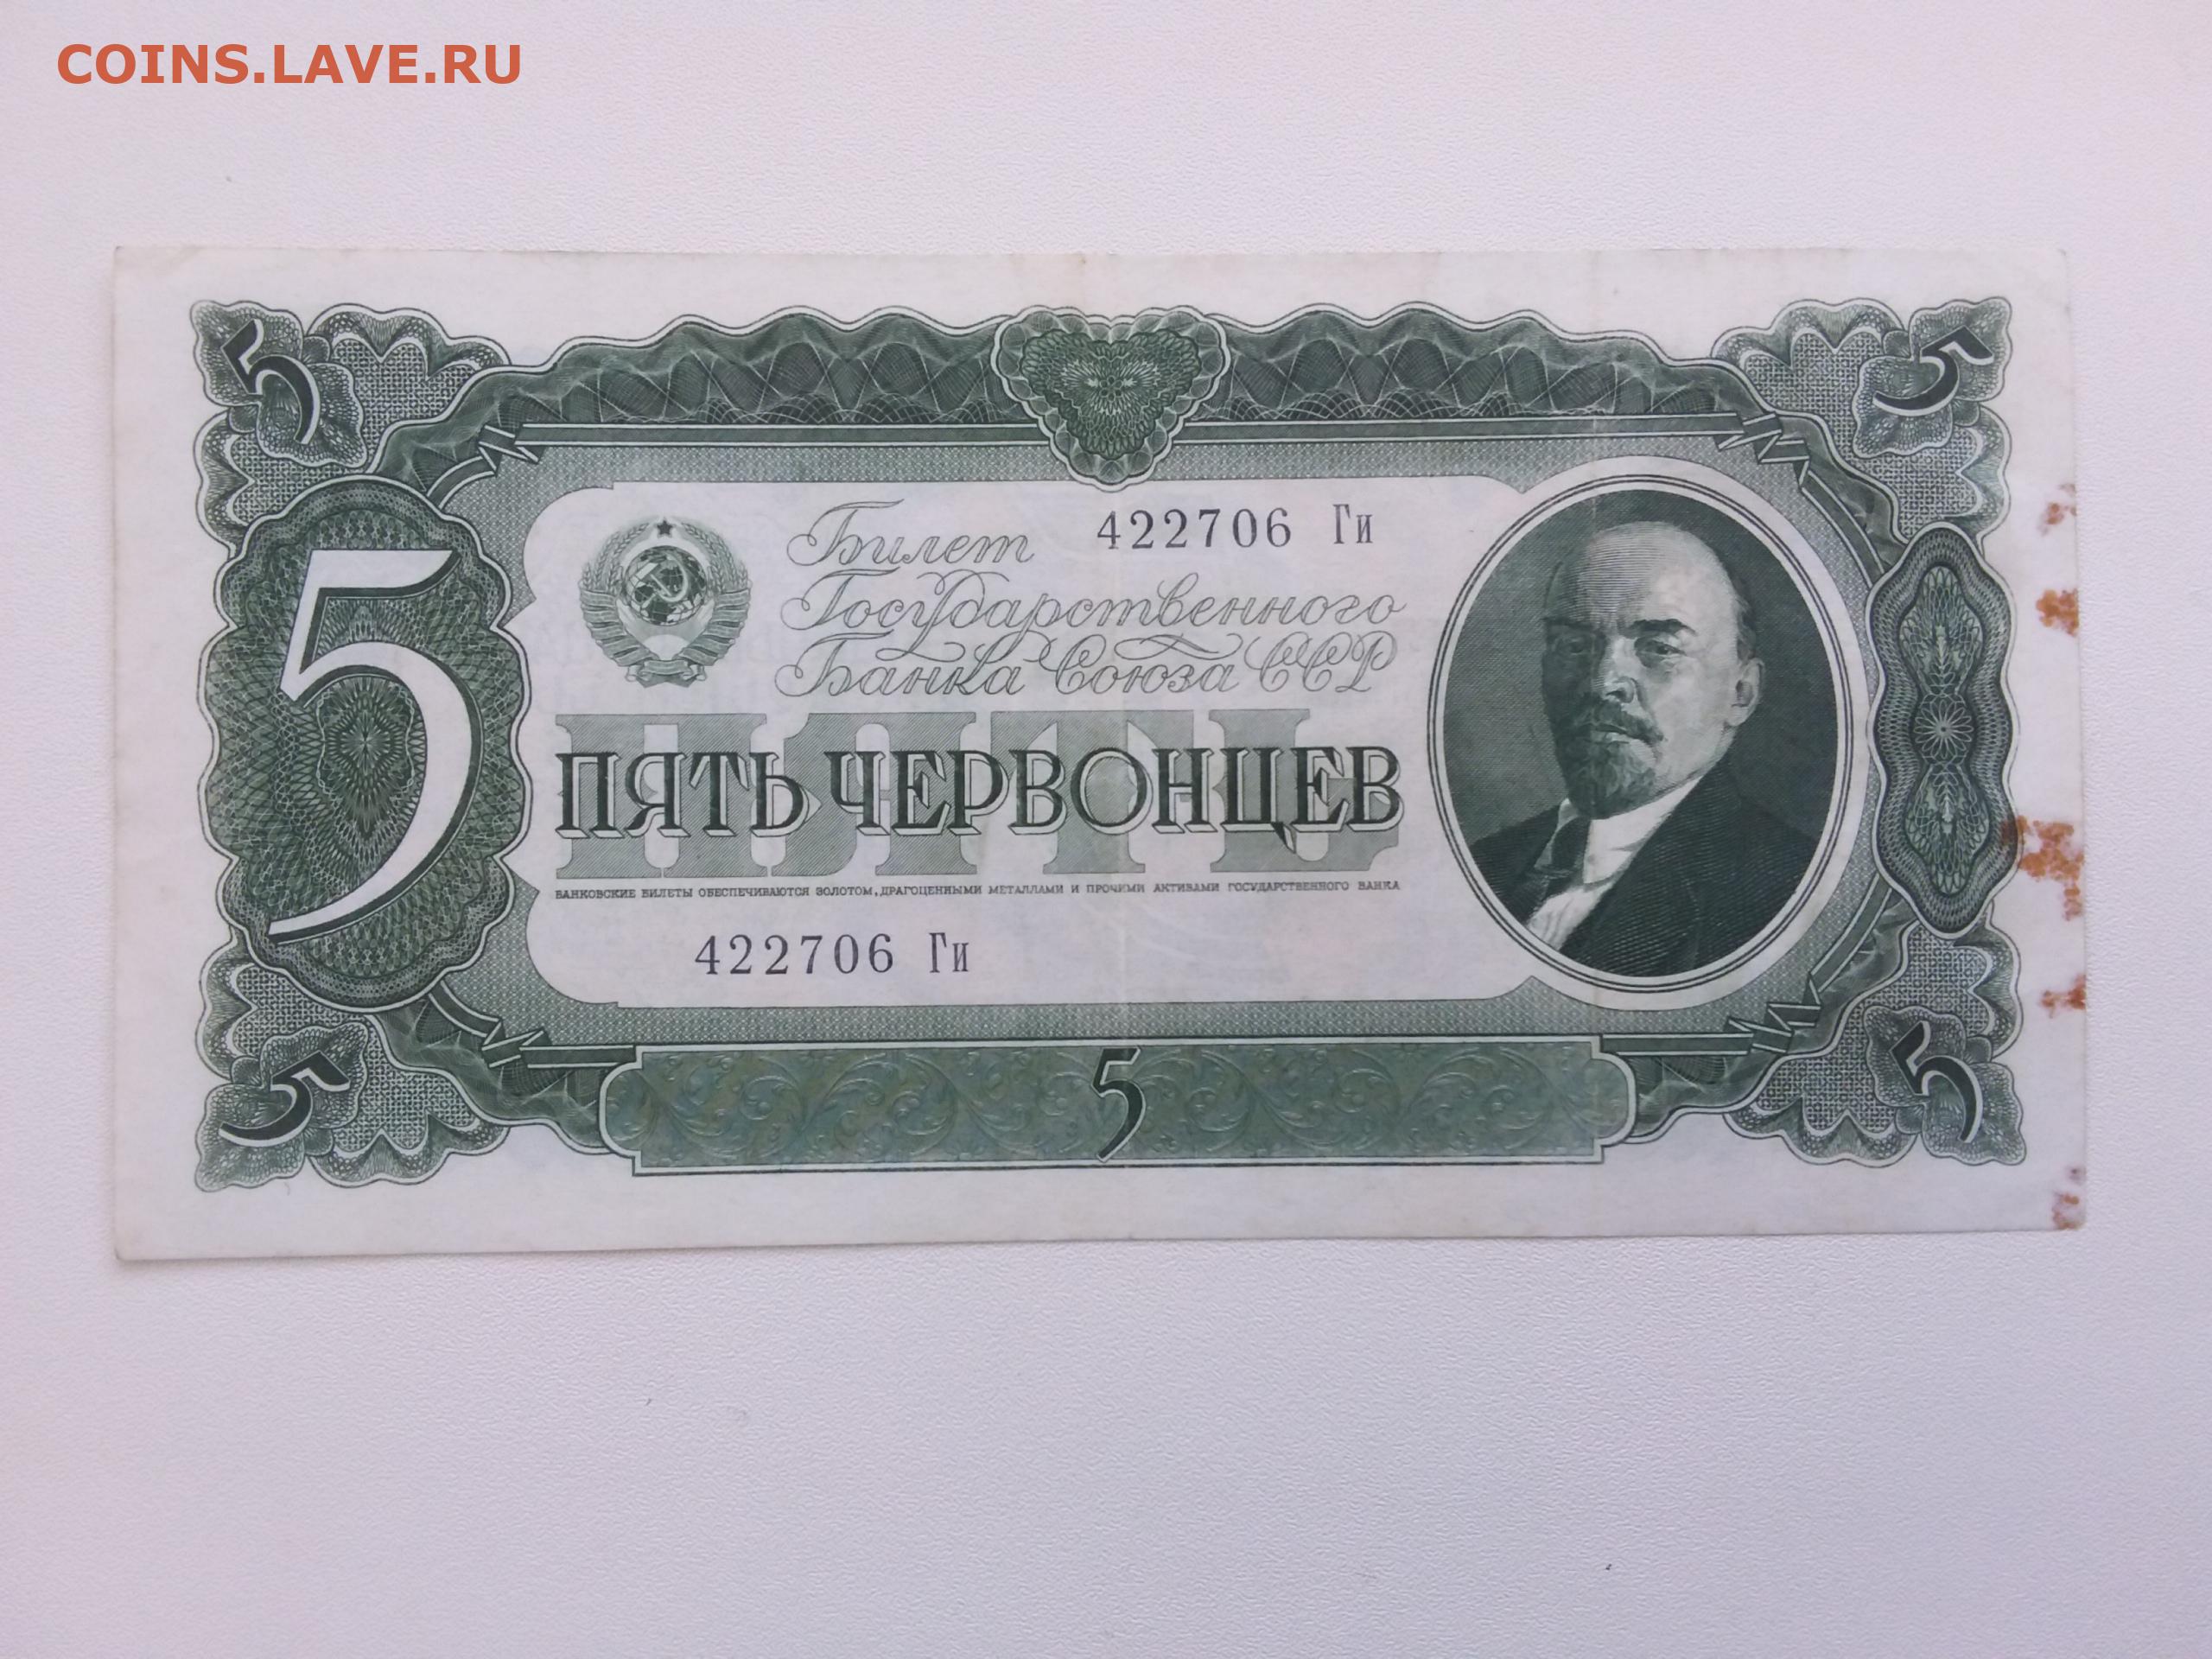 COINS.LAVE.RU
5 5
Билет 422706 Ги
Государственного
Банка Союза ССР
5
ПЯТЬ
ПЯТЬ ЧЕРВОНЦЕВ
БАНКОВСКИЕ БИЛЕТЫ ОБЕСПЕЧИВАЮТСЯ ЗОЛОТОМ, ДРАГОЦЕННЫМИ МЕТАЛЛАМИ И ПРОЧИМИ АКТИВАМИ ГОСУДАРСТВЕННОГО БАНКА
422706 Ги
5 5 5